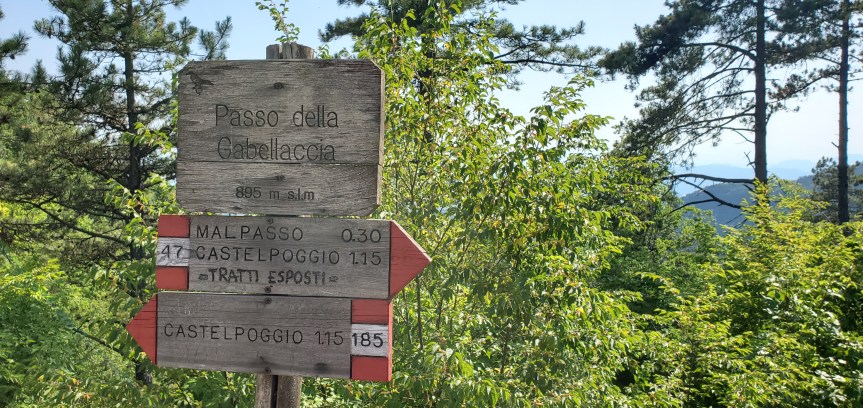 Passo della
Gabellaccia
895 m s.l.m
47
MALPASSO 0.30
CASTELPOGGIO 1.15
=TRATTI ESPOSTI=
CASTELPOGGIO 1.15
185